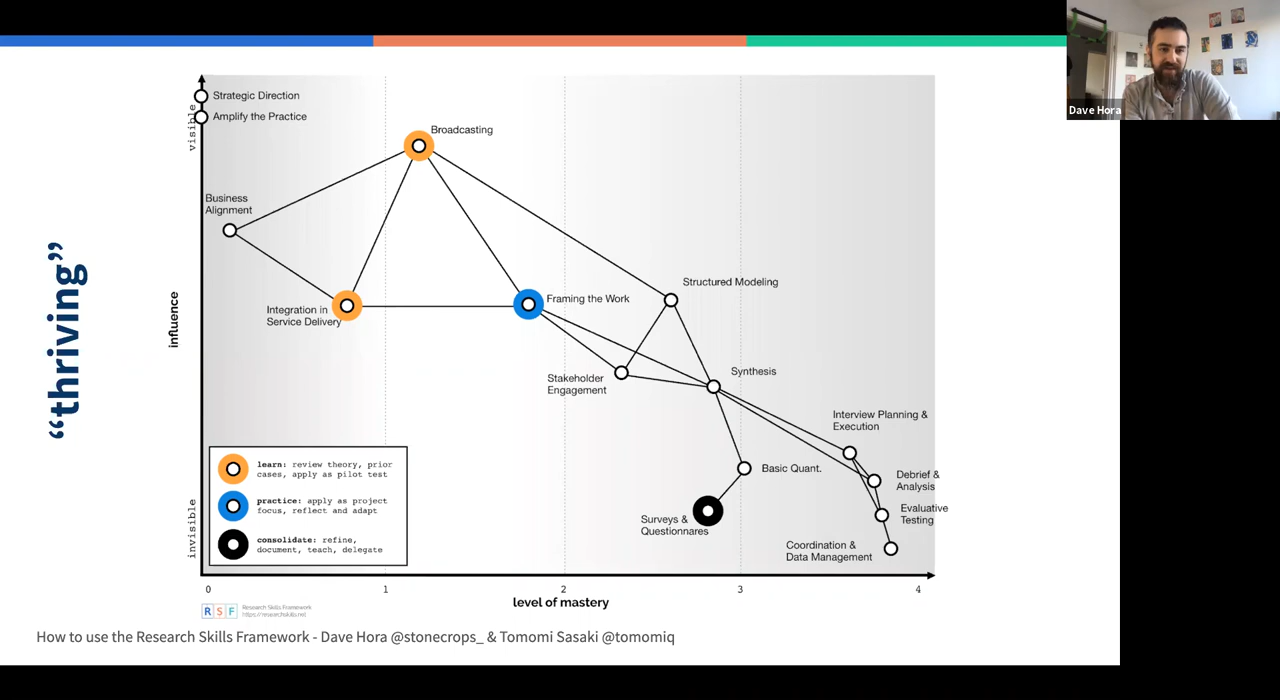 Dave Hora
“thriving”
visible
influence
invisible
Strategic Direction
Amplify the Practice
Broadcasting
Business
Alignment
Integration in
Service Delivery
Framing the Work
Structured Modeling
Stakeholder
Engagement
Synthesis
Interview Planning &
Execution
Basic Quant.
Debrief &
Analysis
Evaluative
Testing
Surveys &
Questionnares
Coordination &
Data Management
learn: review theory, prior
cases, apply as pilot test
practice: apply as project
focus, reflect and adapt
consolidate: refine,
document, teach, delegate
0 1 2 3 4
level of mastery
R S F
Research Skills Framework
https://researchskills.net
How to use the Research Skills Framework - Dave Hora @stonecrops_ & Tomomi Sasaki @tomomiq